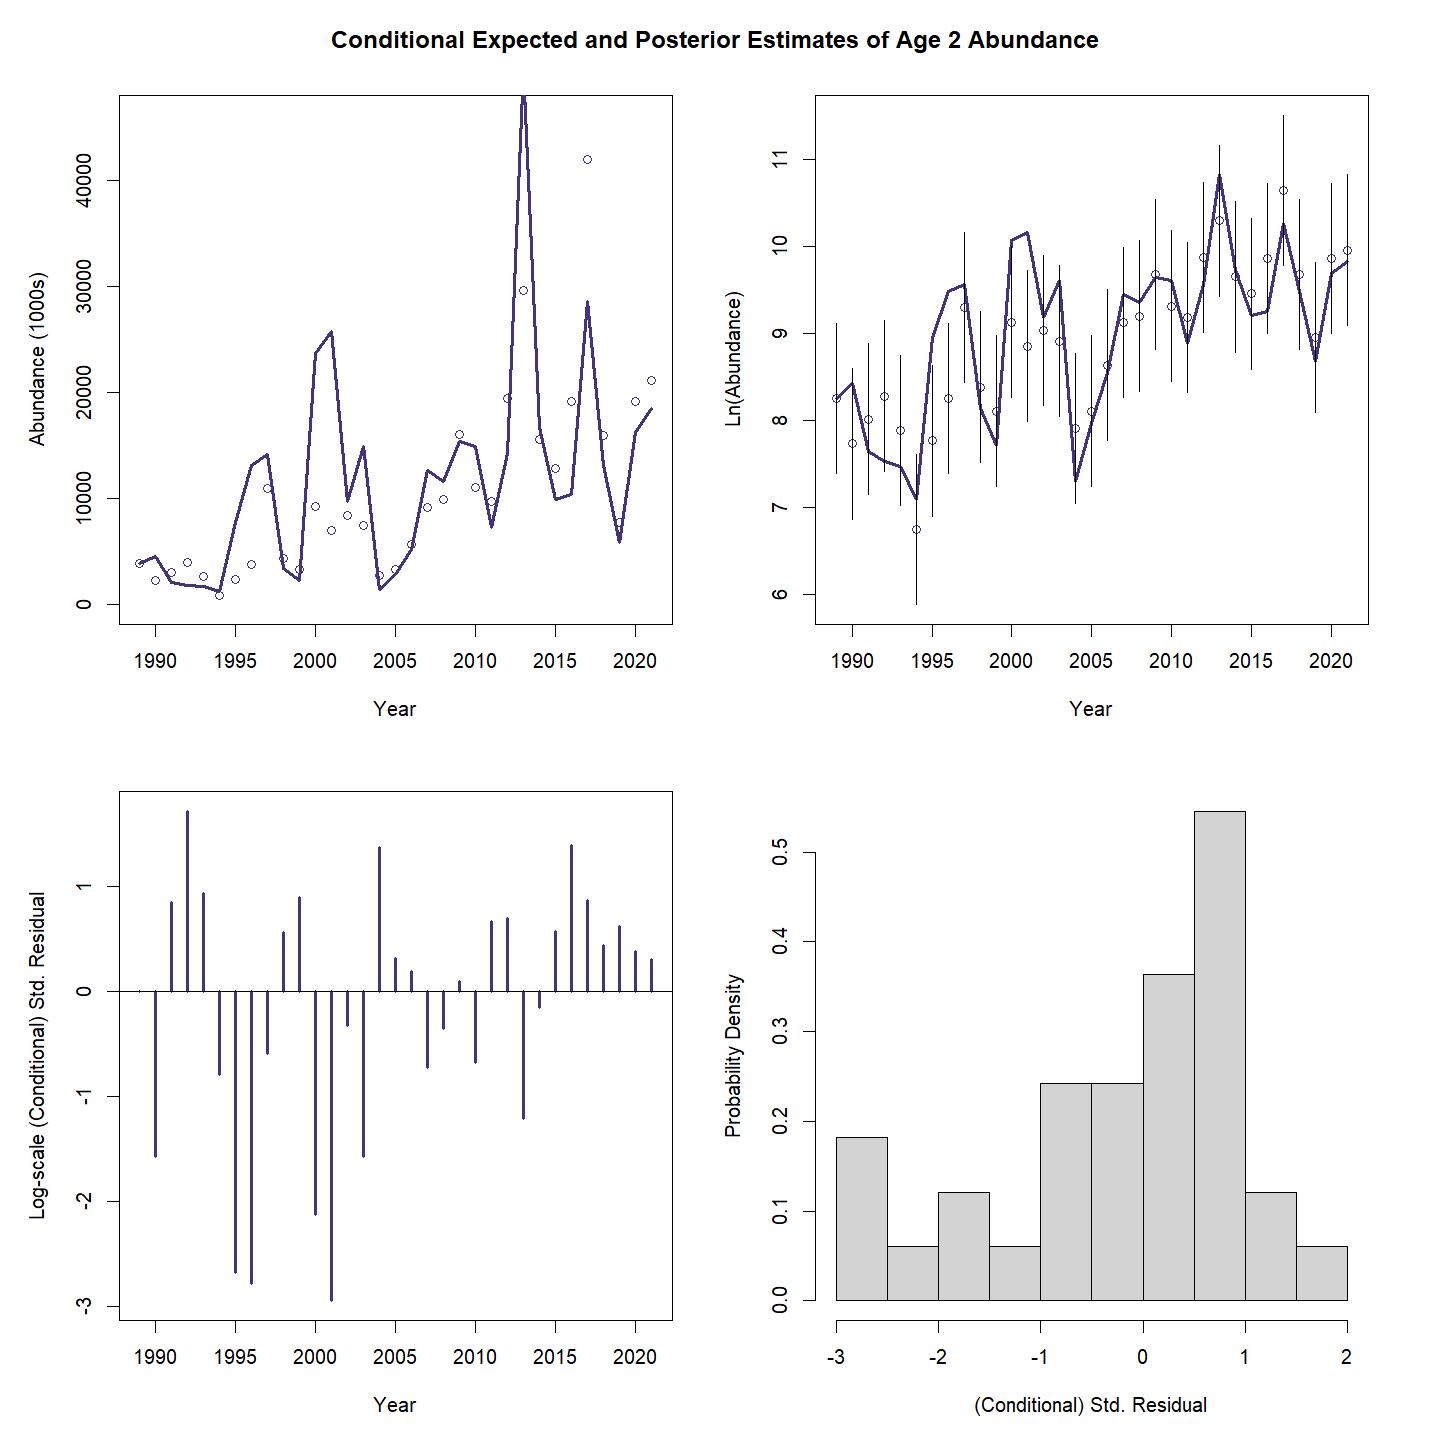 Conditional Expected and Posterior Estimates of Age 2 Abundance
Abundance (1000s)
40000
30000
20000
10000
0
1990 1995 2000 2005 2010 2015 2020
Year
Ln(Abundance)
11
10
9
8
7
6
1990 1995 2000 2005 2010 2015 2020
Year
Log-scale (Conditional) Std. Residual
1
0
-1
-2
-3
1990 1995 2000 2005 2010 2015 2020
Year
Probability Density
0.5
0.4
0.3
0.2
0.1
0.0
-3 -2 -1 0 1 2
(Conditional) Std. Residual